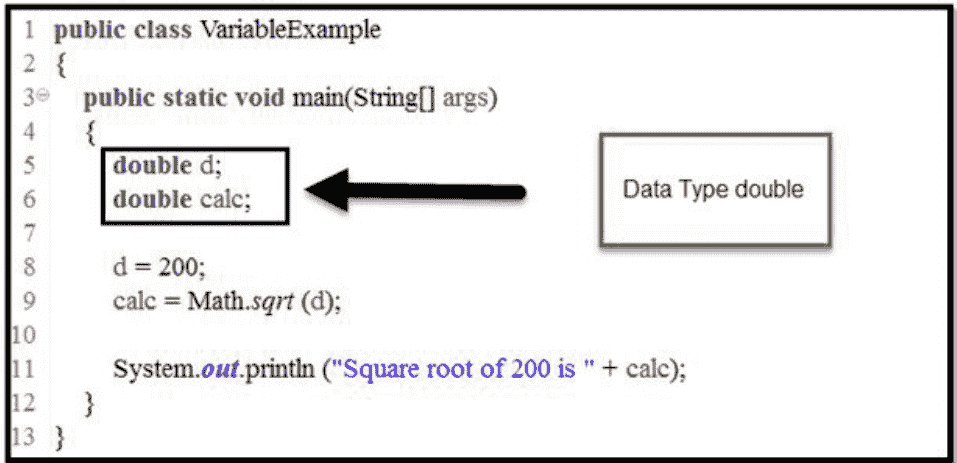 1 public class VariableExample
2 {
3 public static void main(String[] args)
4 {
5 double d;
6 double calc;
7
8 d = 200;
9 calc = Math.sqrt (d);
10
11 System.out.println ("Square root of 200 is " + calc);
12 }
13 }
Data Type double